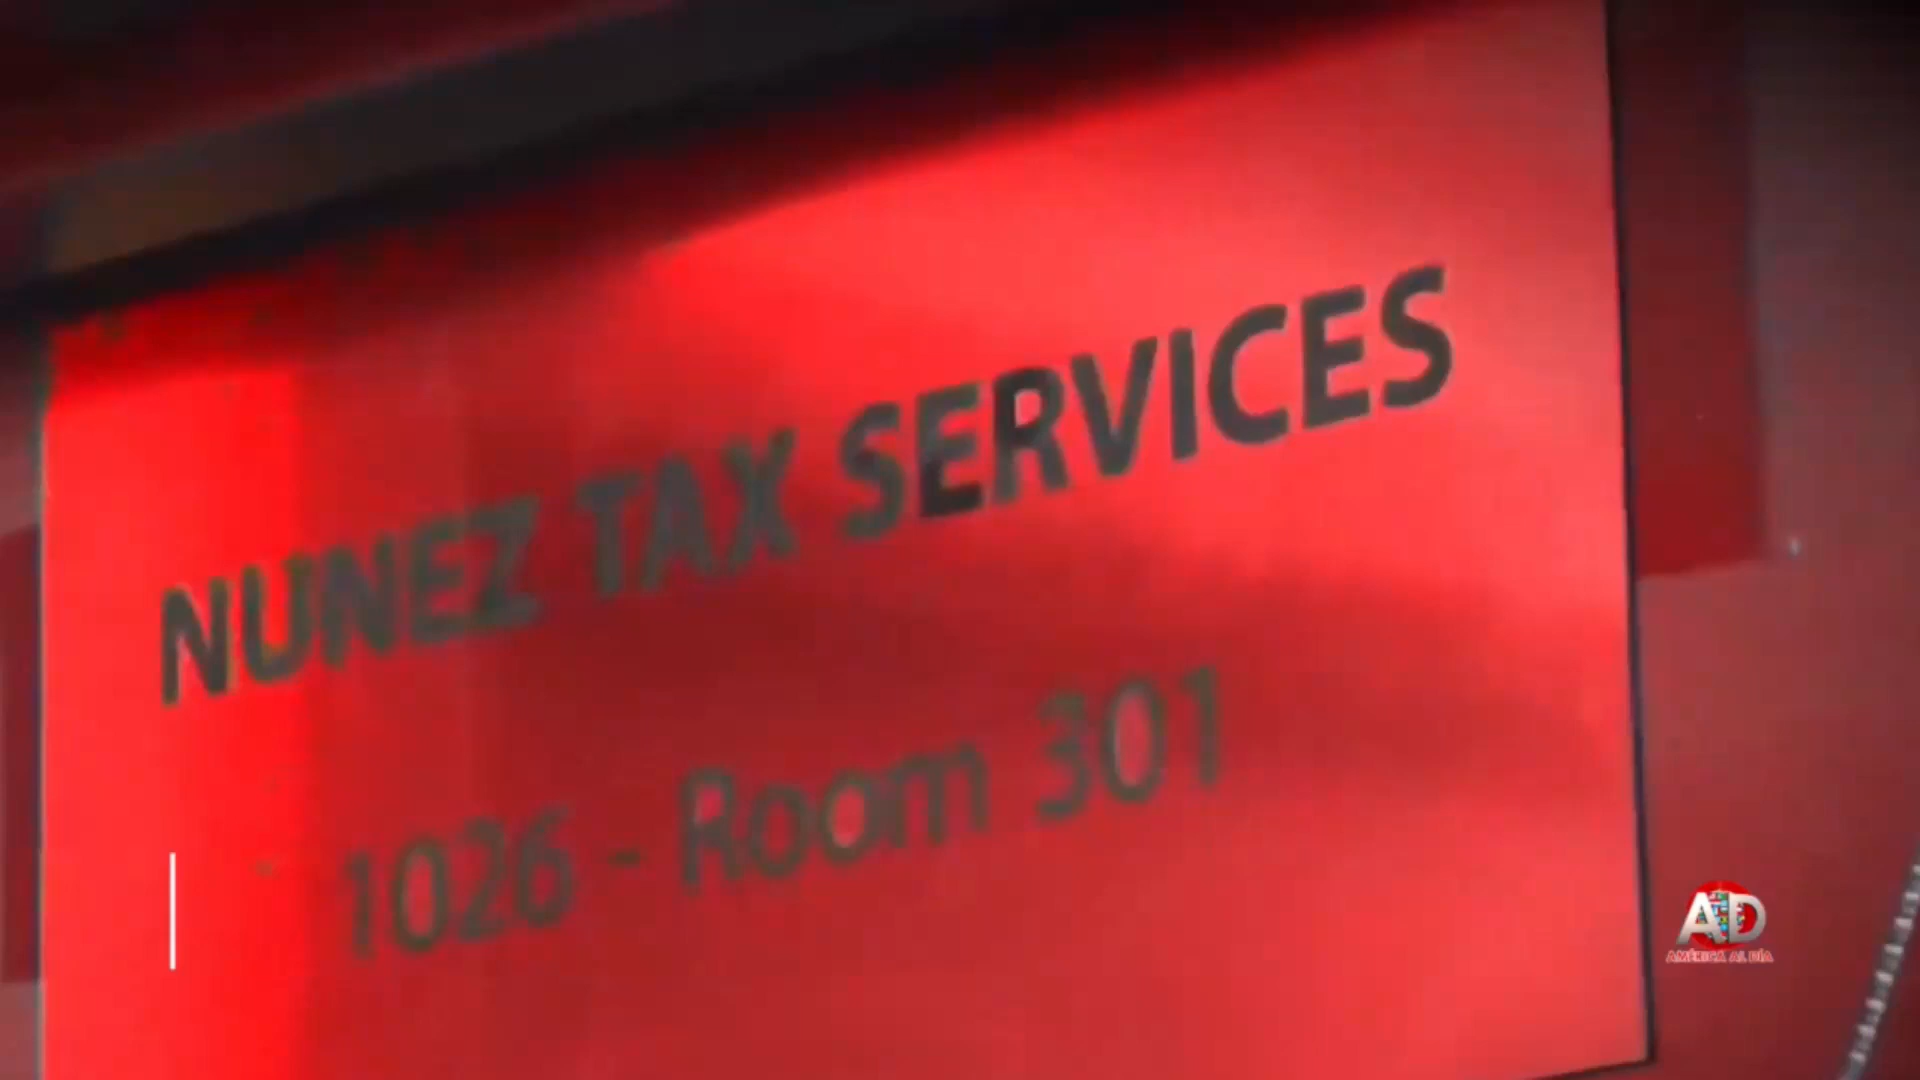 NUNEZ TAX SERVICES
1026 - Room 301
AD
AMÉRICA AL DÍA